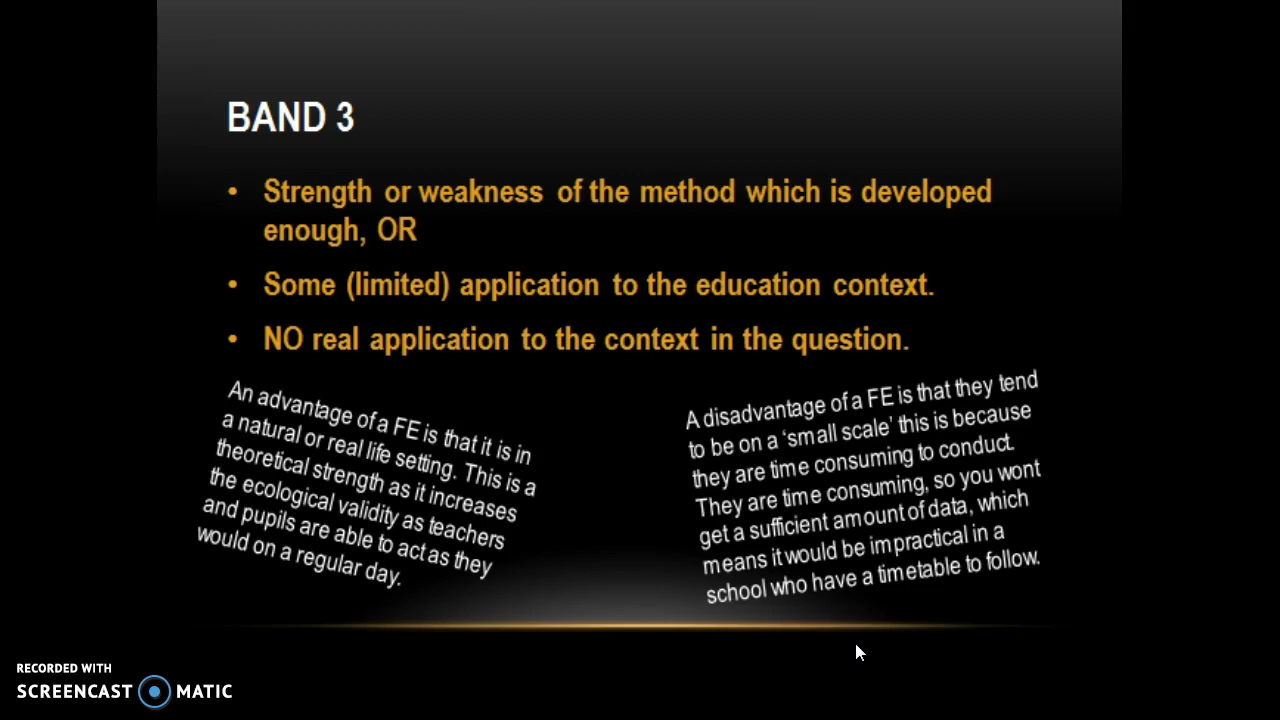 BAND 3
• Strength or weakness of the method which is developed
enough, OR
• Some (limited) application to the education context.
• NO real application to the context in the question.
An advantage of a FE is that it is in
a natural or real life setting. This is a
theoretical strength as it increases
the ecological validity as teachers
and pupils are able to act as they
would on a regular day.
A disadvantage of a FE is that they tend
to be on a ‘small scale’ this is because
they are time consuming to conduct.
They are time consuming, so you wont
get a sufficient amount of data, which
means it would be impractical in a
school who have a timetable to follow.
RECORDED WITH
SCREENCAST MATIC